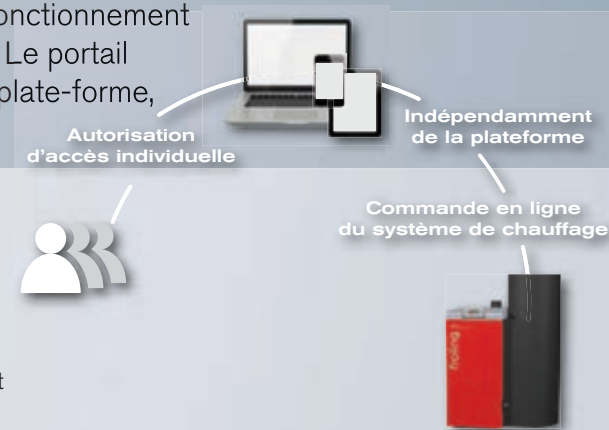 onctionnement
Le portail
plate-forme,
Autorisation
d'accès individuelle
Indépendamment
de la plateforme
Commande en ligne
du système de chauffage
froling
t